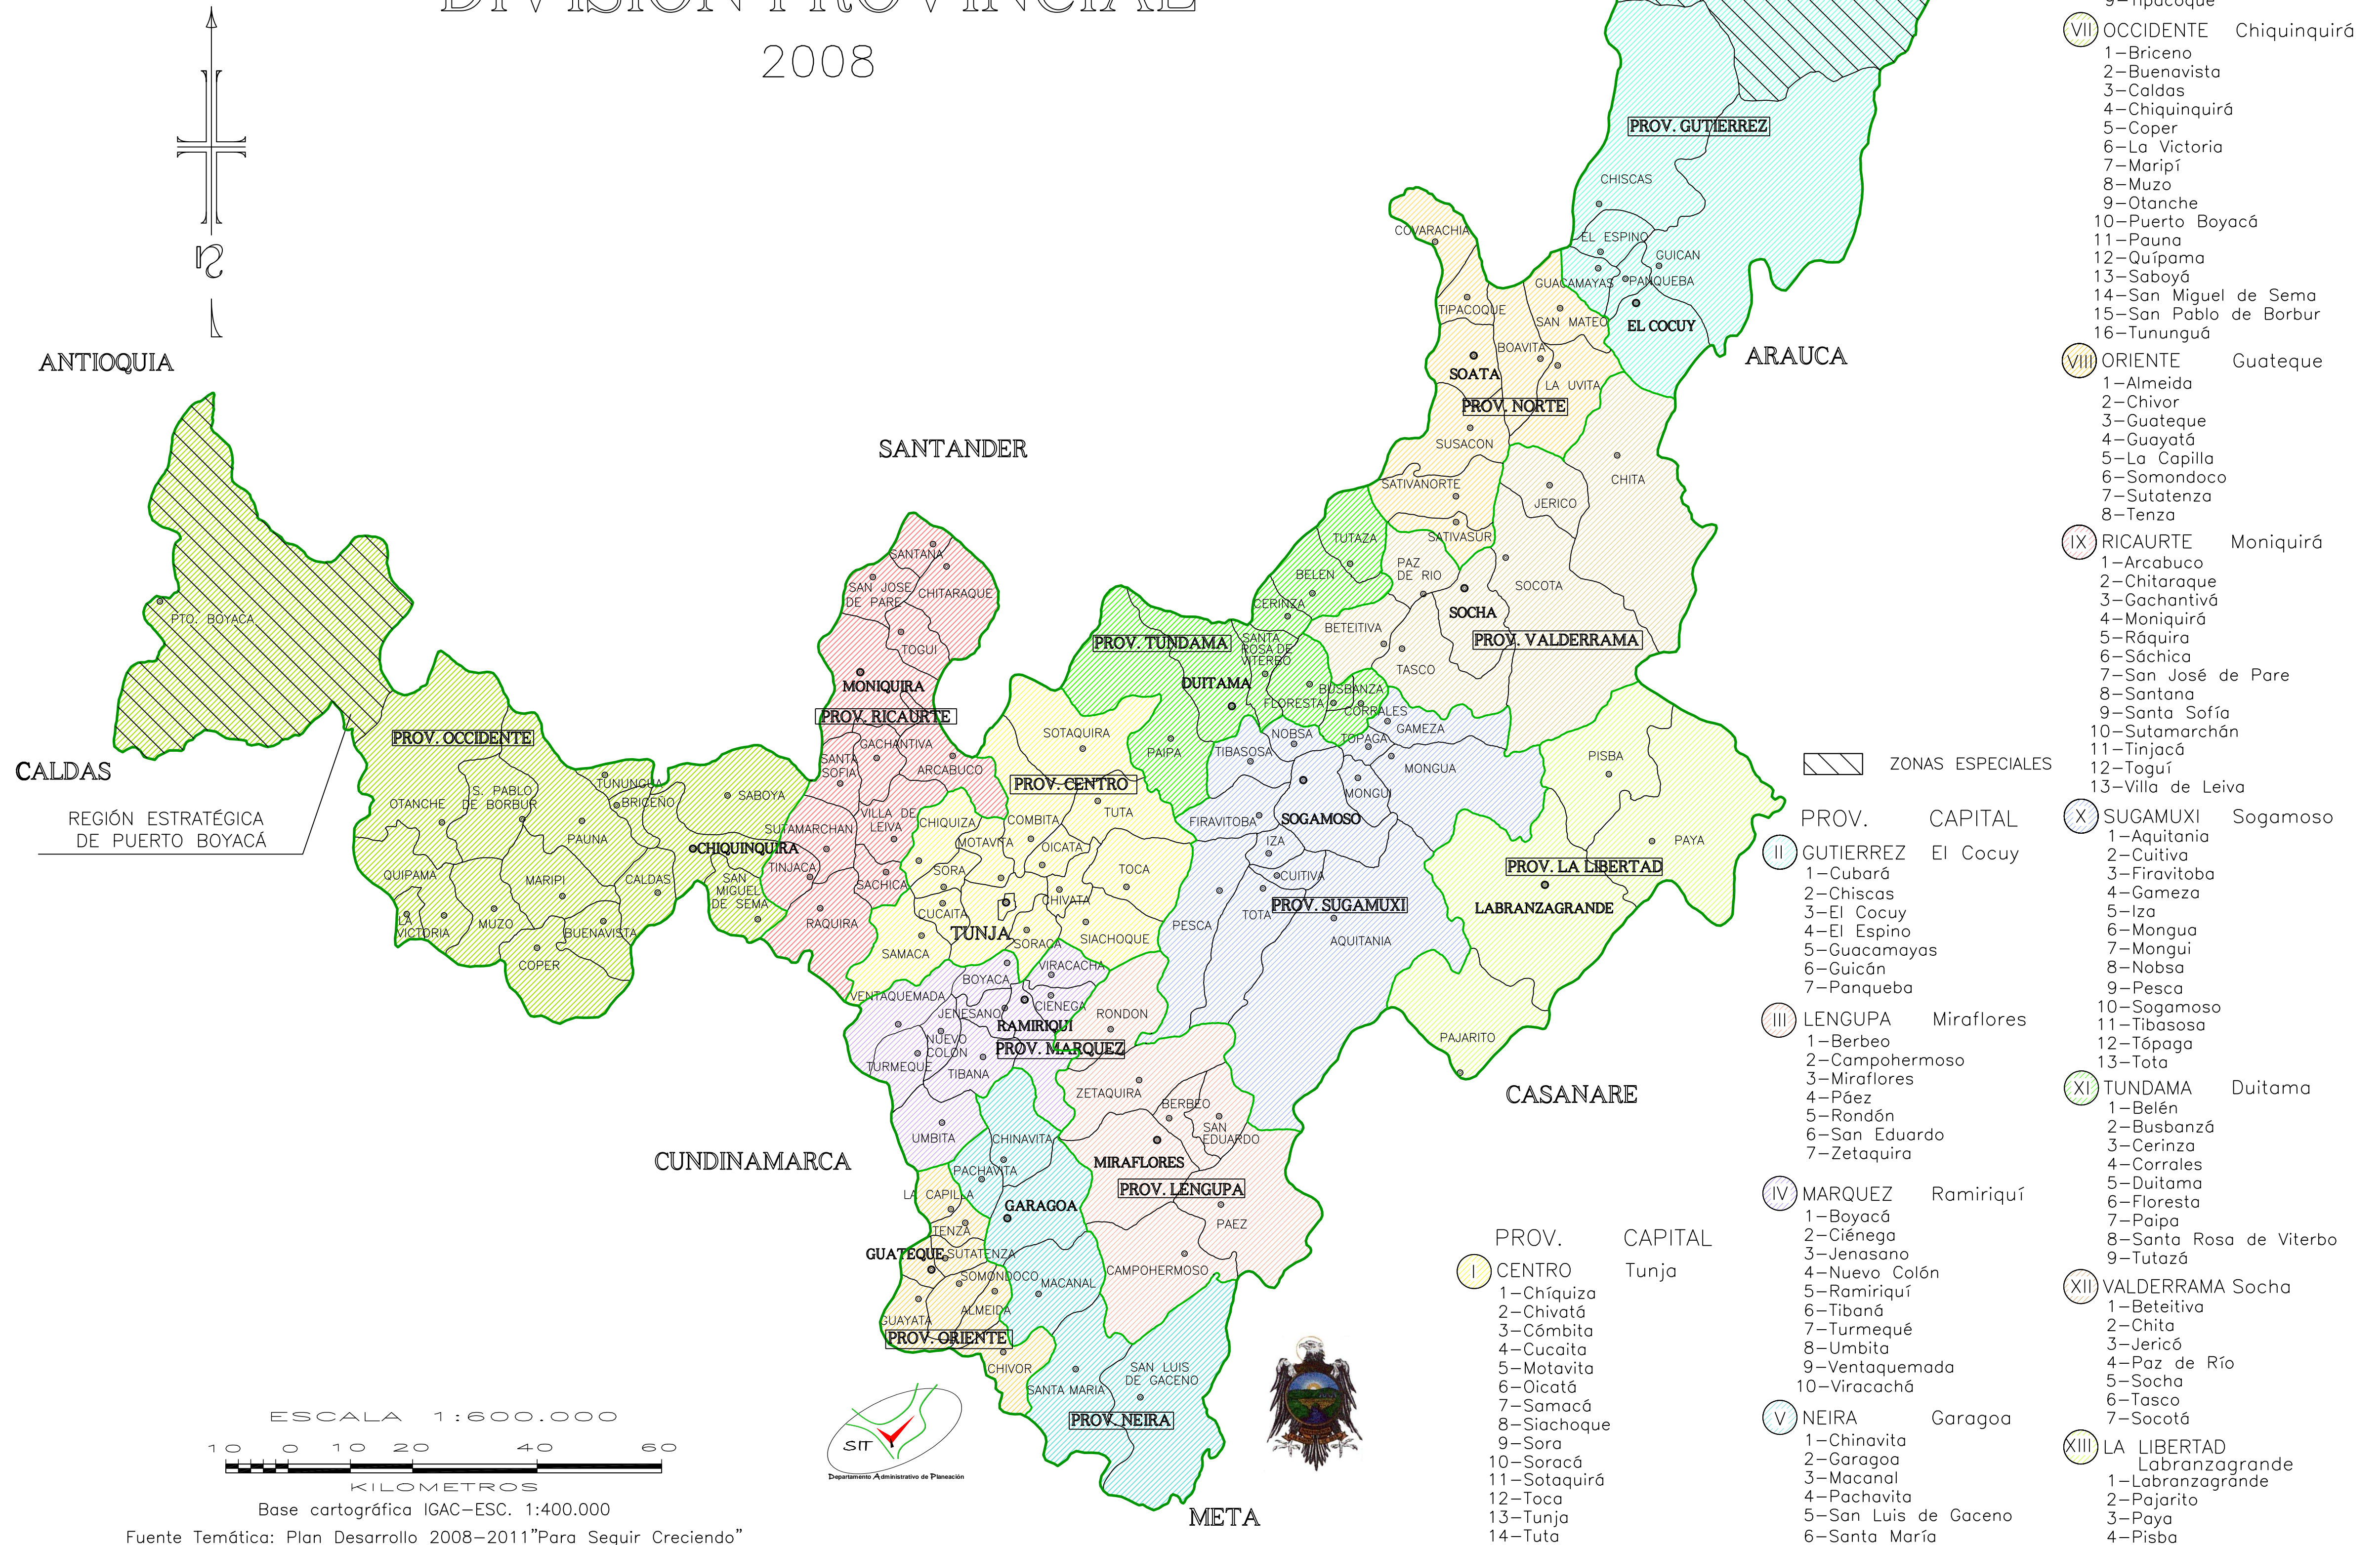 DIVISION PROVINCIAL
2008
ANTIOQUIA
SANTANDER
ARAUCA
CALDAS
CUNDINAMARCA
CASANARE
META
REGIÓN ESTRATÉGICA
DE PUERTO BOYACÁ
PROV. GUTIERREZ
CHISCAS
EL ESPINO
GUICAN
GUACAMAYAS
PANQUEBA
EL COCUY
COVARACHIA
TIPACOQUE
SAN MATEO
BOAVITA
SOATA
LA UVITA
PROV. NORTE
SUSACON
SATIVANORTE
SATIVASUR
CHITA
JERICO
PAZ
DE RIO
SOCOTA
SOCHA
BETEITIVA
PROV. VALDERRAMA
TASCO
TUTAZA
BELEN
CERINZA
PROV. TUNDAMA
SANTA
ROSA DE
VITERBO
DUITAMA
BUSBANZA
FLORESTA
CORRALES
PAIPA
SANTANA
SAN JOSE
DE PARE
CHITARAQUE
TOGUI
MONIQUIRA
PROV. RICAURTE
GACHANTIVA
SANTA
SOFIA
ARCABUCO
VILLA DE
LEIVA
SUTAMARCHAN
TINJACA
SACHICA
RAQUIRA
PTO. BOYACA
PROV. OCCIDENTE
OTANCHE
S. PABLO
DE BORBUR
TUNUNGUA
BRICEÑO
SABOYA
PAUNA
CHIQUINQUIRA
QUIPAMA
MARIPI
CALDAS
SAN
MIGUEL
DE SEMA
LA
VICTORIA
MUZO
BUENAVISTA
COPER
SOTAQUIRA
PROV. CENTRO
TUTA
CHIQUIZA
COMBITA
MOTAVITA
OICATA
TOCA
SORA
CHIVATA
CUCAITA
TUNJA
SORACA
SIACHOQUE
SAMACA
GAMEZA
NOBSA
TOPAGA
TIBASOSA
MONGUA
MONGUI
FIRAVITOBA
SOGAMOSO
IZA
CUITIVA
TOTA
PROV. SUGAMUXI
PESCA
AQUITANIA
PISBA
PAYA
PROV. LA LIBERTAD
LABRANZAGRANDE
PAJARITO
VIRACACHA
BOYACA
VENTAQUEMADA
CIENEGA
JENESANO
RAMIRIQUI
NUEVO
COLON
PROV. MARQUEZ
TURMEQUE
TIBANA
UMBITA
RONDON
ZETAQUIRA
BERBEO
SAN
EDUARDO
MIRAFLORES
PROV. LENGUPA
PAEZ
CAMPOHERMOSO
CHINAVITA
PACHAVITA
GARAGOA
MACANAL
SANTA MARIA
SAN LUIS
DE GACENO
PROV. NEIRA
LA CAPILLA
TENZA
GUATEQUE
SUTATENZA
SOMONDOCO
ALMEIDA
GUAYATA
PROV. ORIENTE
CHIVOR
ESCALA 1:600.000
10 0 10 20 40 60
KILOMETROS
Base cartográfica IGAC-ESC. 1:400.000
Fuente Temática: Plan Desarrollo 2008-2011"Para Seguir Creciendo"
SIT
Departamento Administrativo de Planeación
ZONAS ESPECIALES
PROV. CAPITAL
I CENTRO Tunja
1-Chíquiza
2-Chivatá
3-Cómbita
4-Cucaita
5-Motavita
6-Oicatá
7-Samacá
8-Siachoque
9-Sora
10-Soracá
11-Sotaquirá
12-Toca
13-Tunja
14-Tuta
PROV. CAPITAL
II GUTIERREZ El Cocuy
1-Cubará
2-Chiscas
3-El Cocuy
4-El Espino
5-Guacamayas
6-Guicán
7-Panqueba
III LENGUPA Miraflores
1-Berbeo
2-Campohermoso
3-Miraflores
4-Páez
5-Rondón
6-San Eduardo
7-Zetaquira
IV MARQUEZ Ramiriquí
1-Boyacá
2-Ciénega
3-Jenasano
4-Nuevo Colón
5-Ramiriquí
6-Tibaná
7-Turmequé
8-Umbita
9-Ventaquemada
10-Viracachá
V NEIRA Garagoa
1-Chinavita
2-Garagoa
3-Macanal
4-Pachavita
5-San Luis de Gaceno
6-Santa María
9-Tipacoque
VII OCCIDENTE Chiquinquirá
1-Briceno
2-Buenavista
3-Caldas
4-Chiquinquirá
5-Coper
6-La Victoria
7-Maripí
8-Muzo
9-Otanche
10-Puerto Boyacá
11-Pauna
12-Quípama
13-Saboyá
14-San Miguel de Sema
15-San Pablo de Borbur
16-Tununguá
VIII ORIENTE Guateque
1-Almeida
2-Chivor
3-Guateque
4-Guayatá
5-La Capilla
6-Somondoco
7-Sutatenza
8-Tenza
IX RICAURTE Moniquirá
1-Arcabuco
2-Chitaraque
3-Gachantivá
4-Moniquirá
5-Ráquira
6-Sáchica
7-San José de Pare
8-Santana
9-Santa Sofía
10-Sutamarchán
11-Tinjacá
12-Toguí
13-Villa de Leiva
X SUGAMUXI Sogamoso
1-Aquitania
2-Cuitiva
3-Firavitoba
4-Gameza
5-Iza
6-Mongua
7-Mongui
8-Nobsa
9-Pesca
10-Sogamoso
11-Tibasosa
12-Tópaga
13-Tota
XI TUNDAMA Duitama
1-Belén
2-Busbanzá
3-Cerinza
4-Corrales
5-Duitama
6-Floresta
7-Paipa
8-Santa Rosa de Viterbo
9-Tutazá
XII VALDERRAMA Socha
1-Beteitiva
2-Chita
3-Jericó
4-Paz de Río
5-Socha
6-Tasco
7-Socotá
XIII LA LIBERTAD
Labranzagrande
1-Labranzagrande
2-Pajarito
3-Paya
4-Pisba